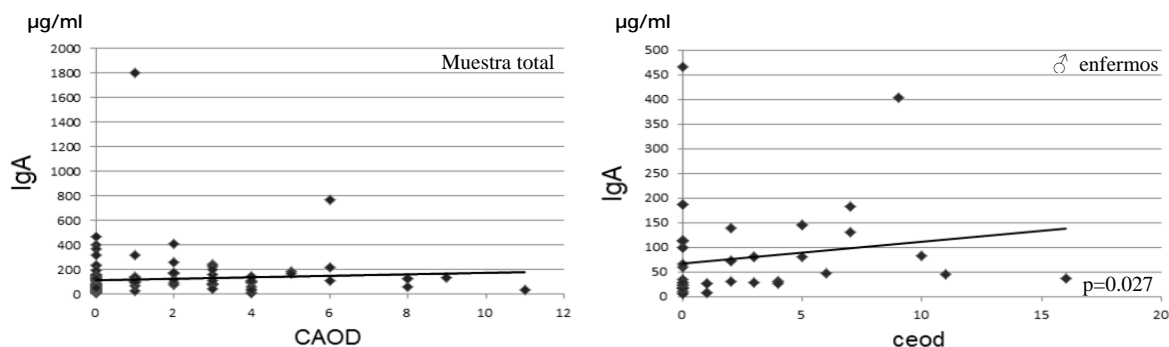 µg/ml
2000
Muestra total
1800
1600
1400
1200
1000
800
600
400
200
0
IgA
0 2 4 6 8 10 12
CAOD
µg/ml
500
♂ enfermos
450
400
350
300
250
200
150
100
50
0
IgA
p=0.027
0 5 10 15 20
ceod